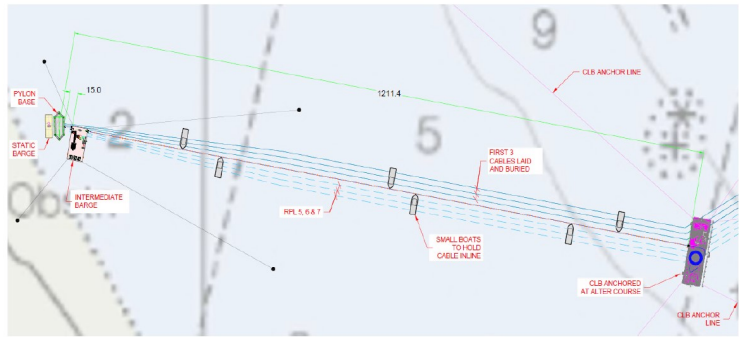 9
CLB ANCHOR LINE
PYLON
BASE
15.0
1211.4
2
5
FIRST 3
CABLES LAID
AND BURIED
STATIC
BARGE
INTERMEDIATE
BARGE
RPL 5, 6 & 7
SMALL BOATS
TO HOLD
CABLE INLINE
CLB ANCHORED
AT ALTER COURSE
CLB ANCHOR
LINE